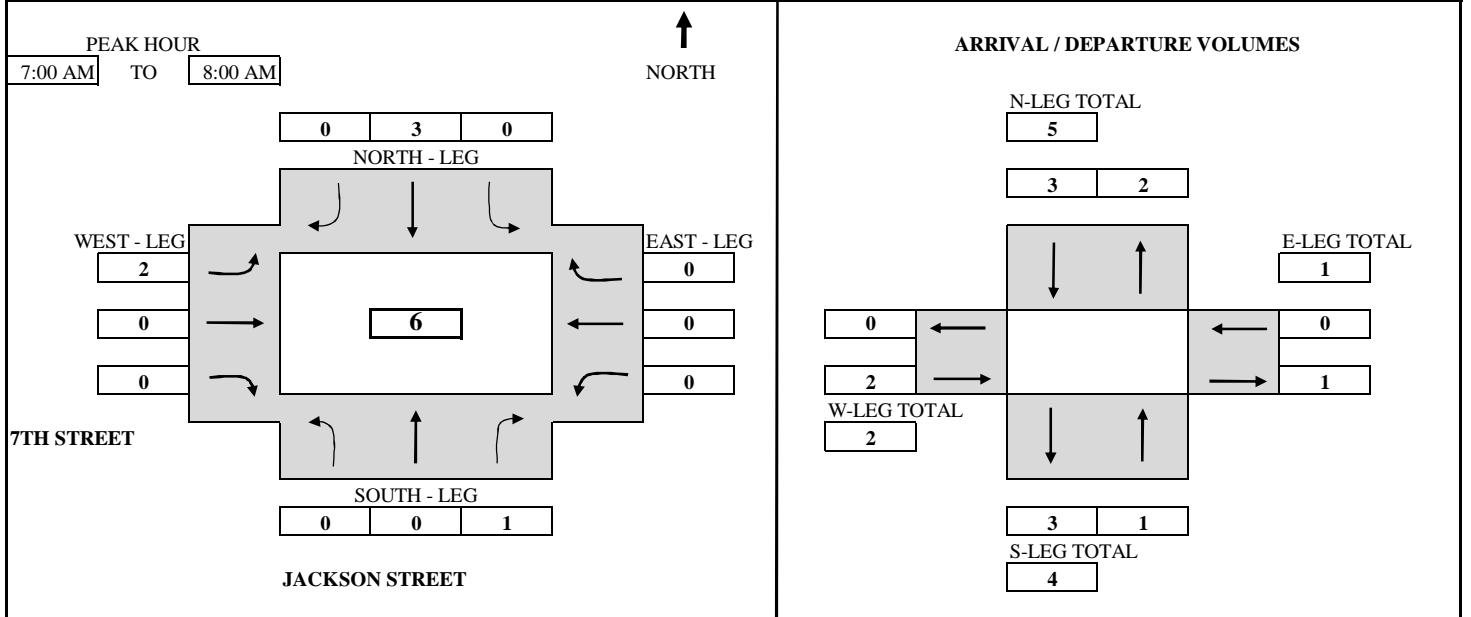 PEAK HOUR
7:00 AM TO 8:00 AM
NORTH
0 3 0
NORTH - LEG
WEST - LEG
2
0
0
EAST - LEG
0
0
0
6
7TH STREET
SOUTH - LEG
0 0 1
JACKSON STREET
ARRIVAL / DEPARTURE VOLUMES
N-LEG TOTAL
5
3 2
E-LEG TOTAL
1
0 0
2 1
W-LEG TOTAL
2
3 1
S-LEG TOTAL
4